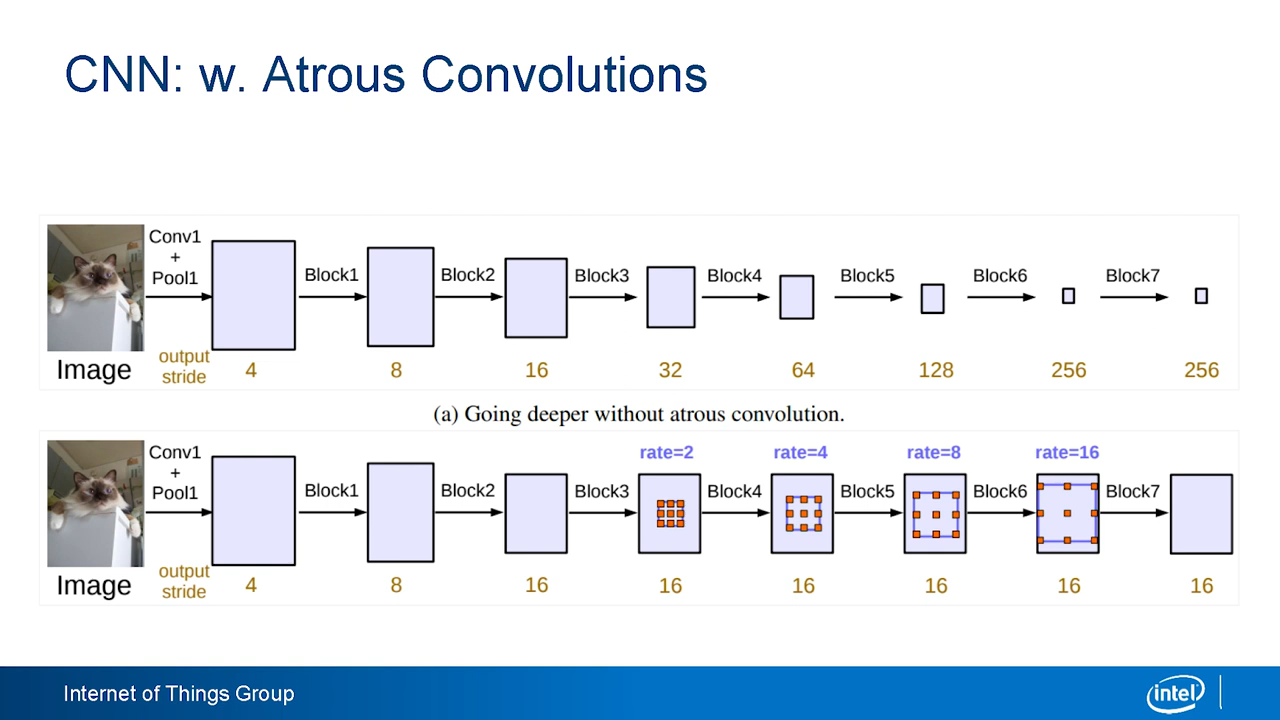 CNN: w. Atrous Convolutions
Conv1
+
Pool1
Block1
Block2
Block3
Block4
Block5
Block6
Block7
Image
output
stride
4
8
16
32
64
128
256
256
(a) Going deeper without atrous convolution.
rate=2
rate=4
rate=8
rate=16
Conv1
+
Pool1
Block1
Block2
Block3
Block4
Block5
Block6
Block7
Image
output
stride
4
8
16
16
16
16
16
16
Internet of Things Group
intel